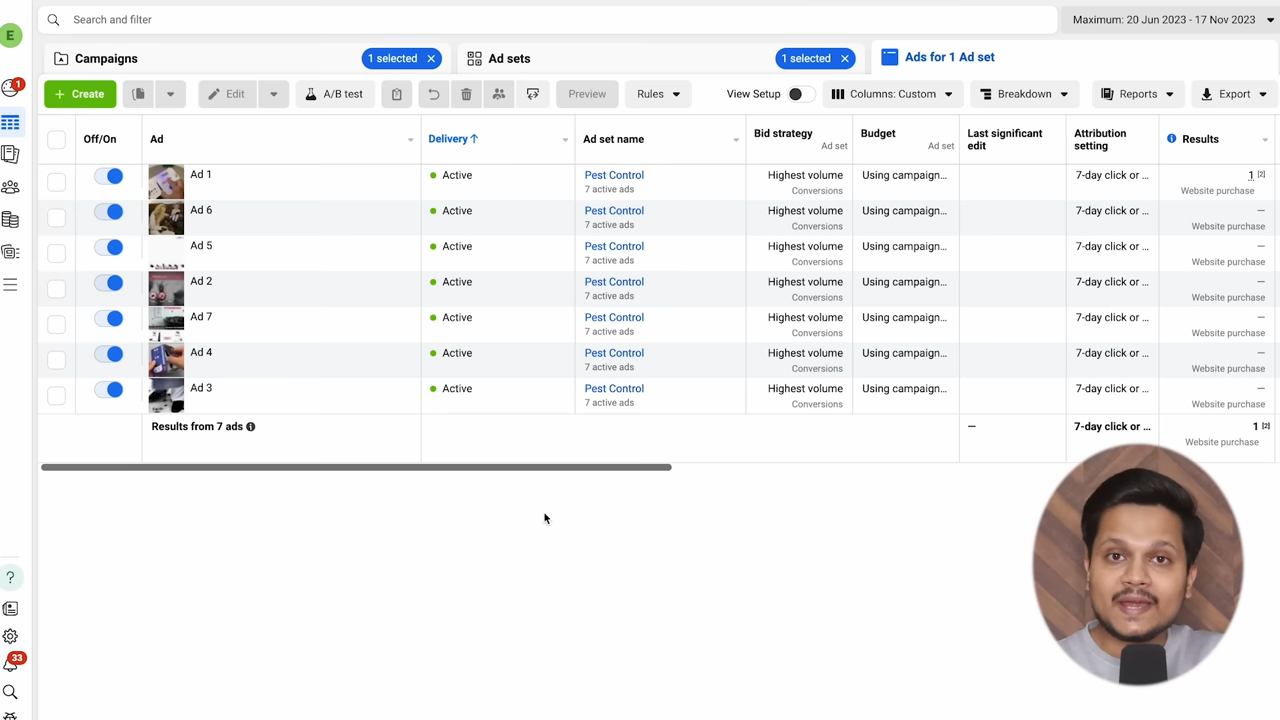 E
Search and filter
Maximum: 20 Jun 2023 - 17 Nov 2023
Campaigns
1 selected
Ad sets
1 selected
Ads for 1 Ad set
1
+ Create
Edit
A/B test
Preview
Rules
View Setup
Columns: Custom
Breakdown
Reports
Export
Off/On
Ad
Delivery ↑
Ad set name
Bid strategy
Ad set
Budget
Ad set
Last significant
edit
Attribution
setting
Results
Ad 1
Active
Pest Control
7 active ads
Highest volume
Conversions
Using campaign...
7-day click or ...
1 [2]
Website purchase
Ad 6
Active
Pest Control
7 active ads
Highest volume
Conversions
Using campaign...
7-day click or ...
—
Website purchase
Ad 5
Active
Pest Control
7 active ads
Highest volume
Conversions
Using campaign...
7-day click or ...
—
Website purchase
Ad 2
Active
Pest Control
7 active ads
Highest volume
Conversions
Using campaign...
7-day click or ...
—
Website purchase
Ad 7
Active
Pest Control
7 active ads
Highest volume
Conversions
Using campaign...
7-day click or ...
—
Website purchase
Ad 4
Active
Pest Control
7 active ads
Highest volume
Conversions
Using campaign...
7-day click or ...
—
Website purchase
Ad 3
Active
Pest Control
7 active ads
Highest volume
Conversions
Using campaign...
7-day click or ...
—
Website purchase
Results from 7 ads
—
7-day click or ...
1 [2]
Website purchase
?
33